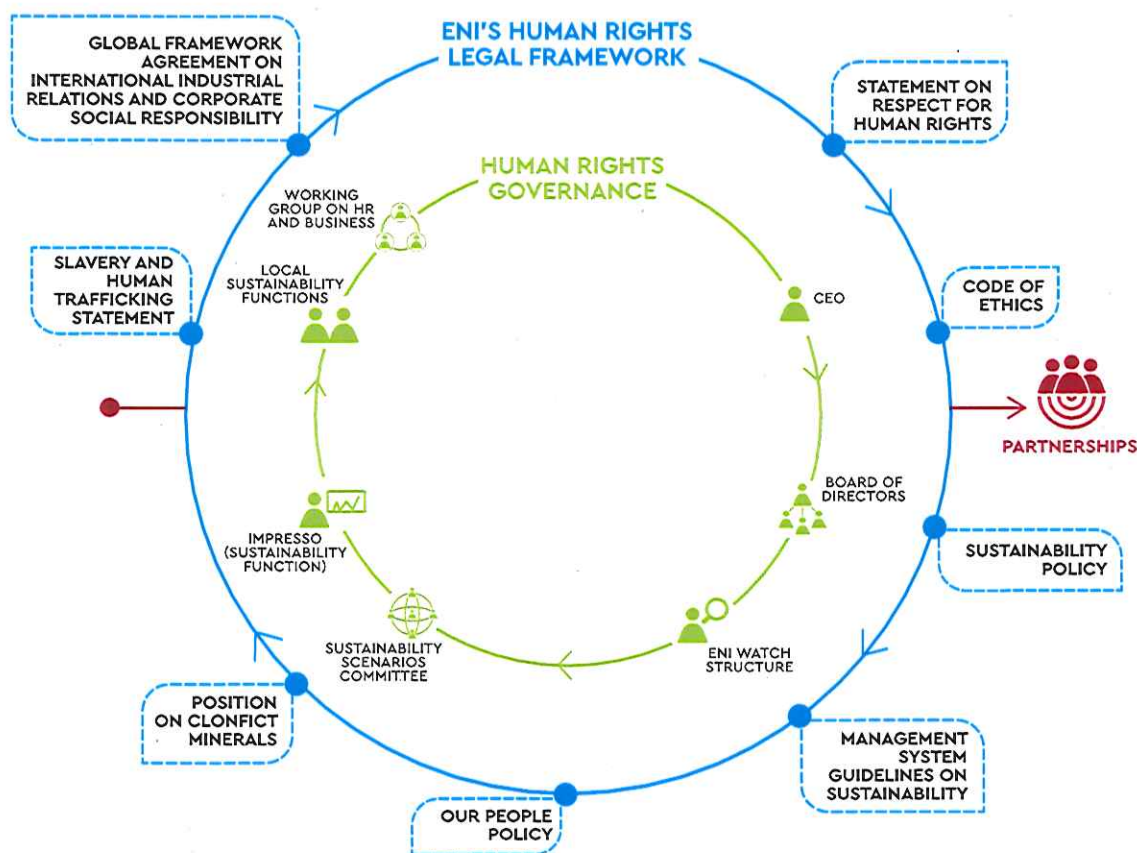 ENI'S HUMAN RIGHTS
LEGAL FRAMEWORK
GLOBAL FRAMEWORK
AGREEMENT ON
INTERNATIONAL INDUSTRIAL
RELATIONS AND CORPORATE
SOCIAL RESPONSIBILITY
STATEMENT ON
RESPECT FOR
HUMAN RIGHTS
HUMAN RIGHTS
GOVERNANCE
WORKING
GROUP ON HR
AND BUSINESS
SLAVERY AND
HUMAN
TRAFFICKING
STATEMENT
LOCAL
SUSTAINABILITY
FUNCTIONS
CEO
CODE OF
ETHICS
PARTNERSHIPS
BOARD OF
DIRECTORS
IMPRESSO
(SUSTAINABILITY
FUNCTION)
SUSTAINABILITY
POLICY
SUSTAINABILITY
SCENARIOS
COMMITTEE
ENI WATCH
STRUCTURE
POSITION
ON CLONFICT
MINERALS
MANAGEMENT
SYSTEM
GUIDELINES ON
SUSTAINABILITY
OUR PEOPLE
POLICY